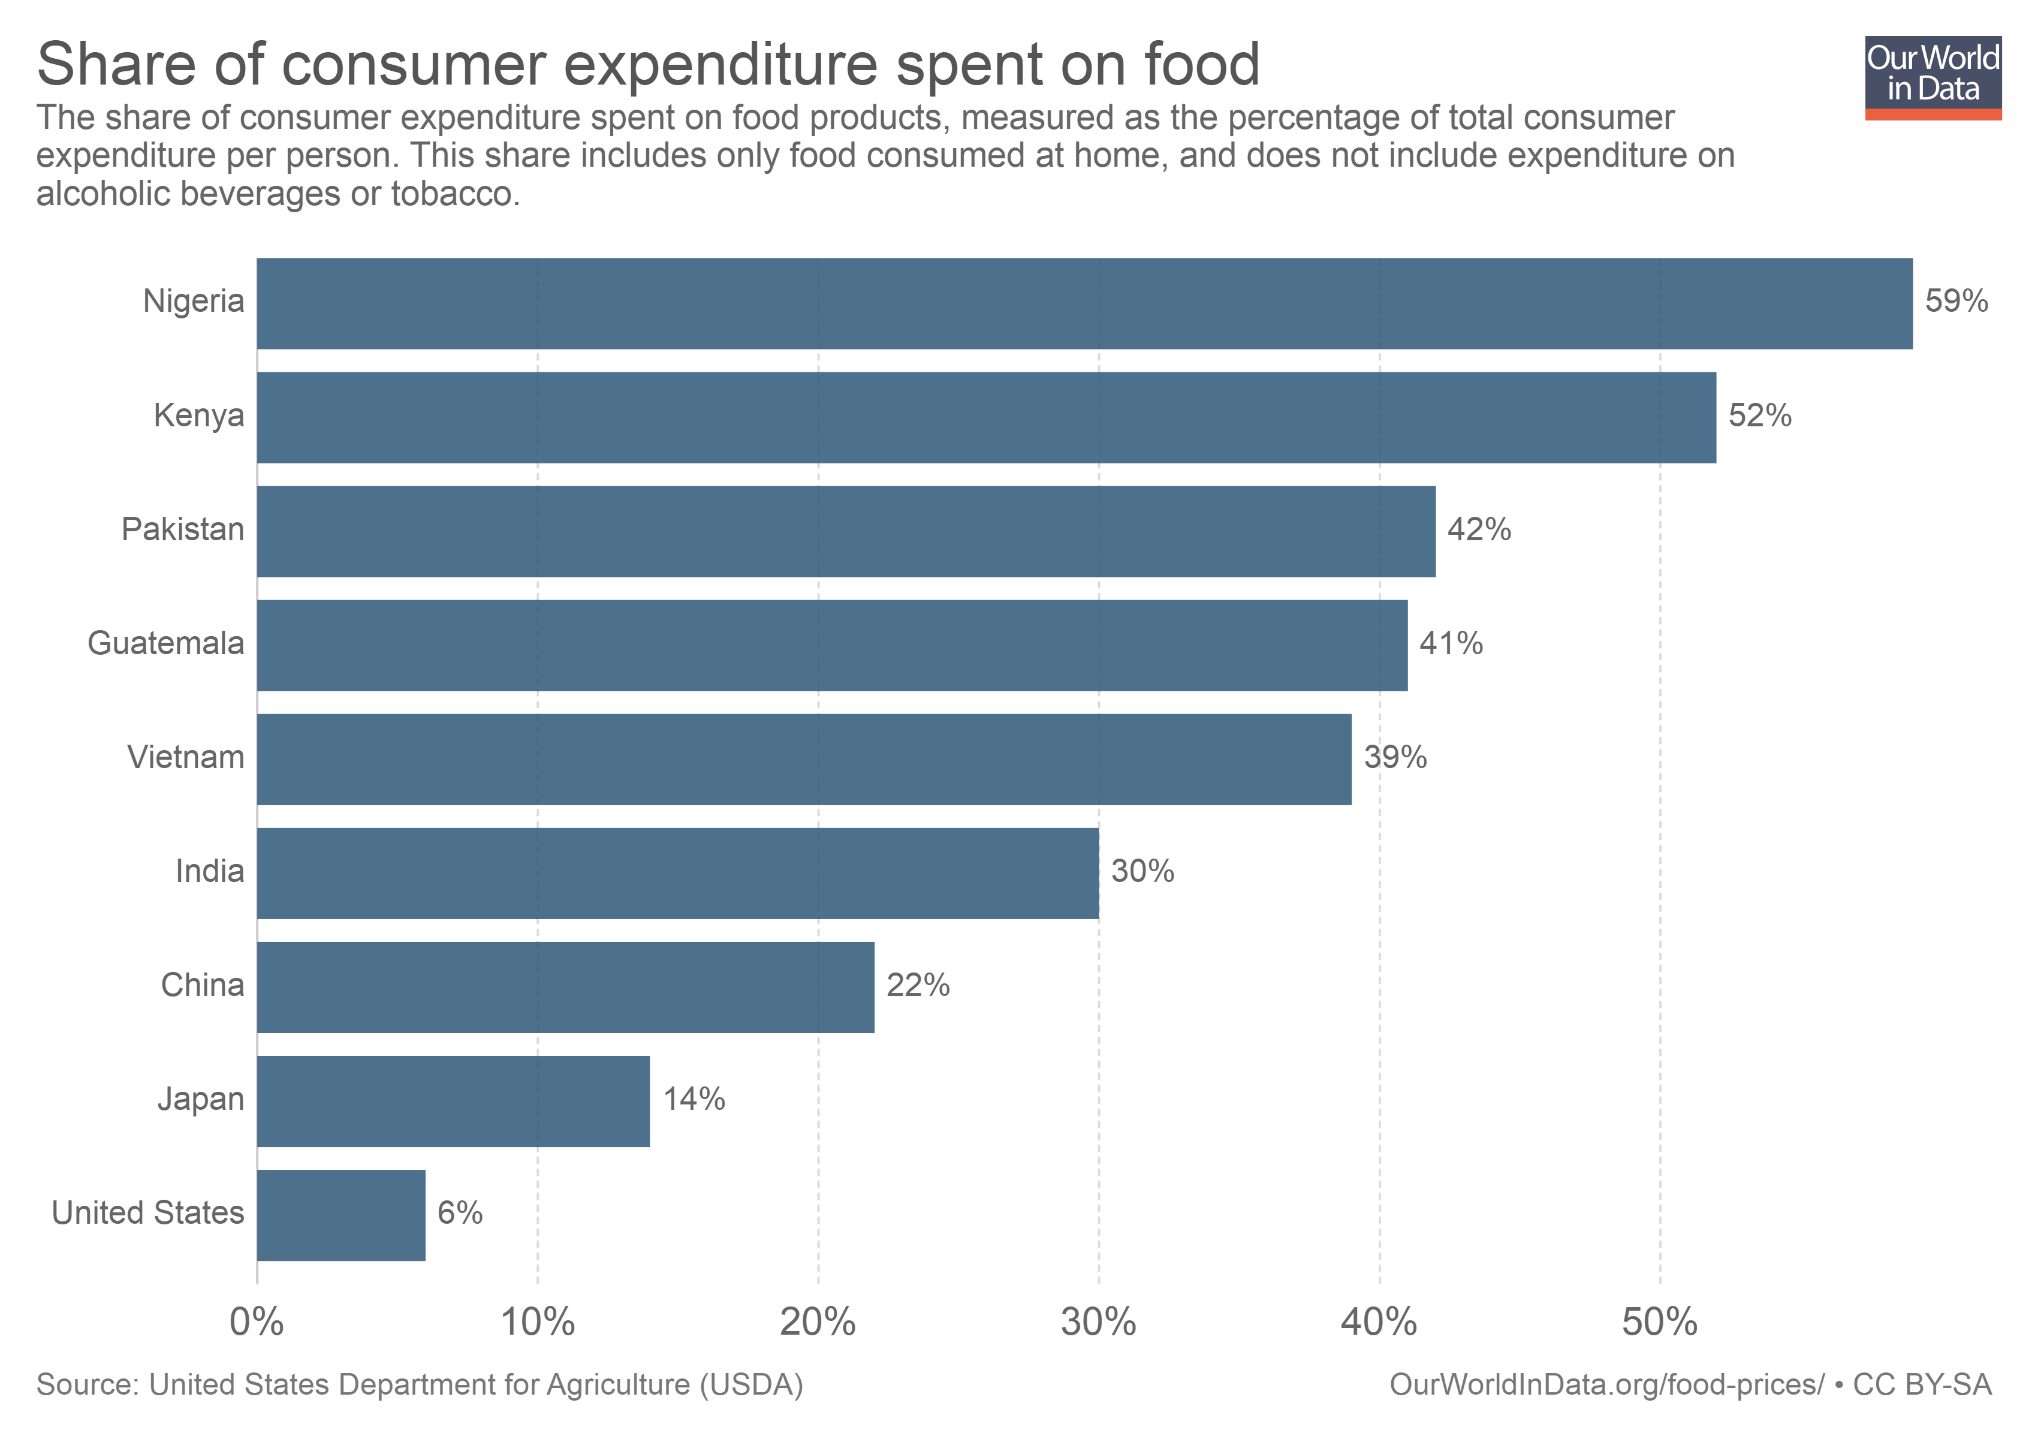 Share of consumer expenditure spent on food
Our World
in Data
The share of consumer expenditure spent on food products, measured as the percentage of total consumer
expenditure per person. This share includes only food consumed at home, and does not include expenditure on
alcoholic beverages or tobacco.
Nigeria 59%
Kenya 52%
Pakistan 42%
Guatemala 41%
Vietnam 39%
India 30%
China 22%
Japan 14%
United States 6%
0% 10% 20% 30% 40% 50%
Source: United States Department for Agriculture (USDA) OurWorldInData.org/food-prices/ • CC BY-SA